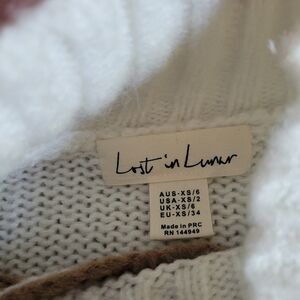 Lost in Lunar
AUS-XS/6
USA-XS/2
UK-XS/6
EU-XS/34
Made in PRC
RN 144949